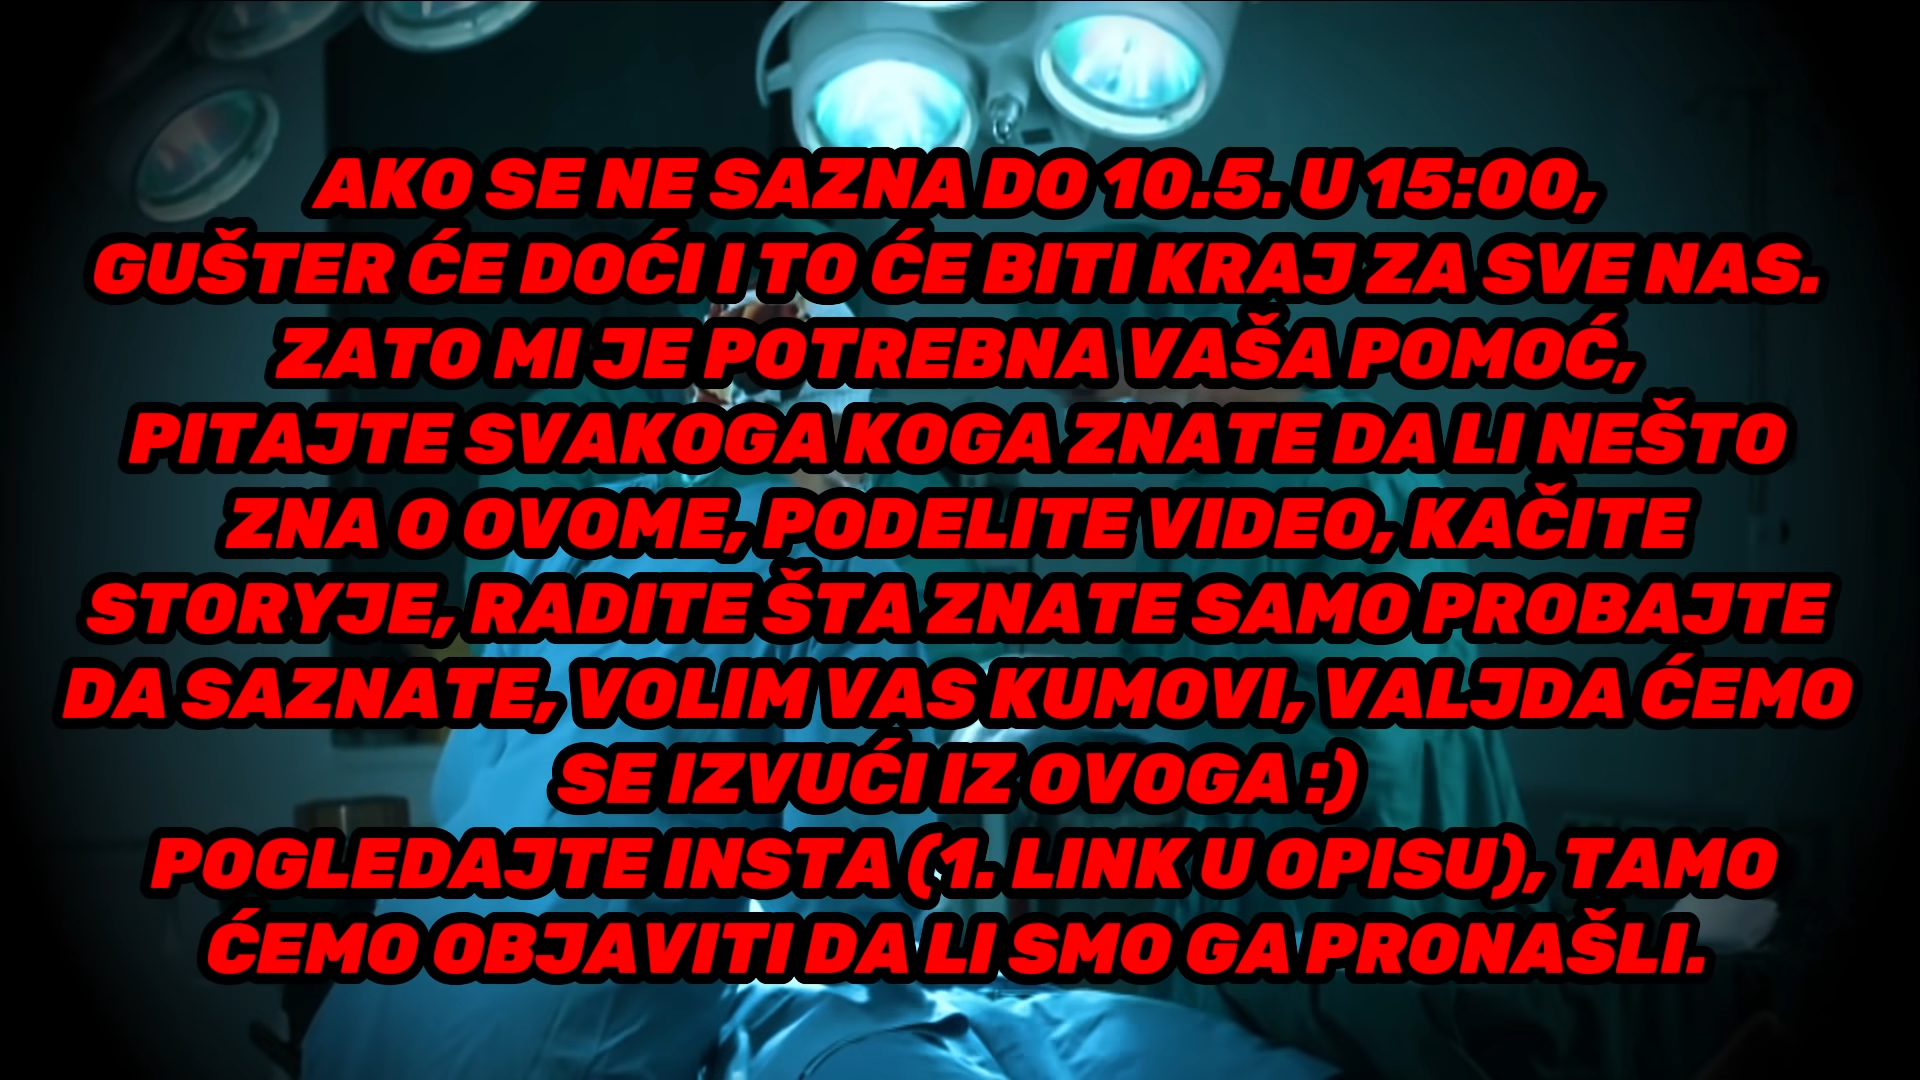 AKO SE NE SAZNA DO 10.5. U 15:00,
GUŠTER ĆE DOĆI I TO ĆE BITI KRAJ ZA SVE NAS.
ZATO MI JE POTREBNA VAŠA POMOĆ,
PITAJTE SVAKOGA KOGA ZNATE DA LI NEŠTO
ZNA O OVOME, PODELITE VIDEO, KAČITE
STORYJE, RADITE ŠTA ZNATE SAMO PROBAJTE
DA SAZNATE, VOLIM VAS KUMOVI, VALJDA ĆEMO
SE IZVUĆI IZ OVOGA :)
POGLEDAJTE INSTA (1. LINK U OPISU), TAMO
ĆEMO OBJAVITI DA LI SMO GA PRONAŠLI.